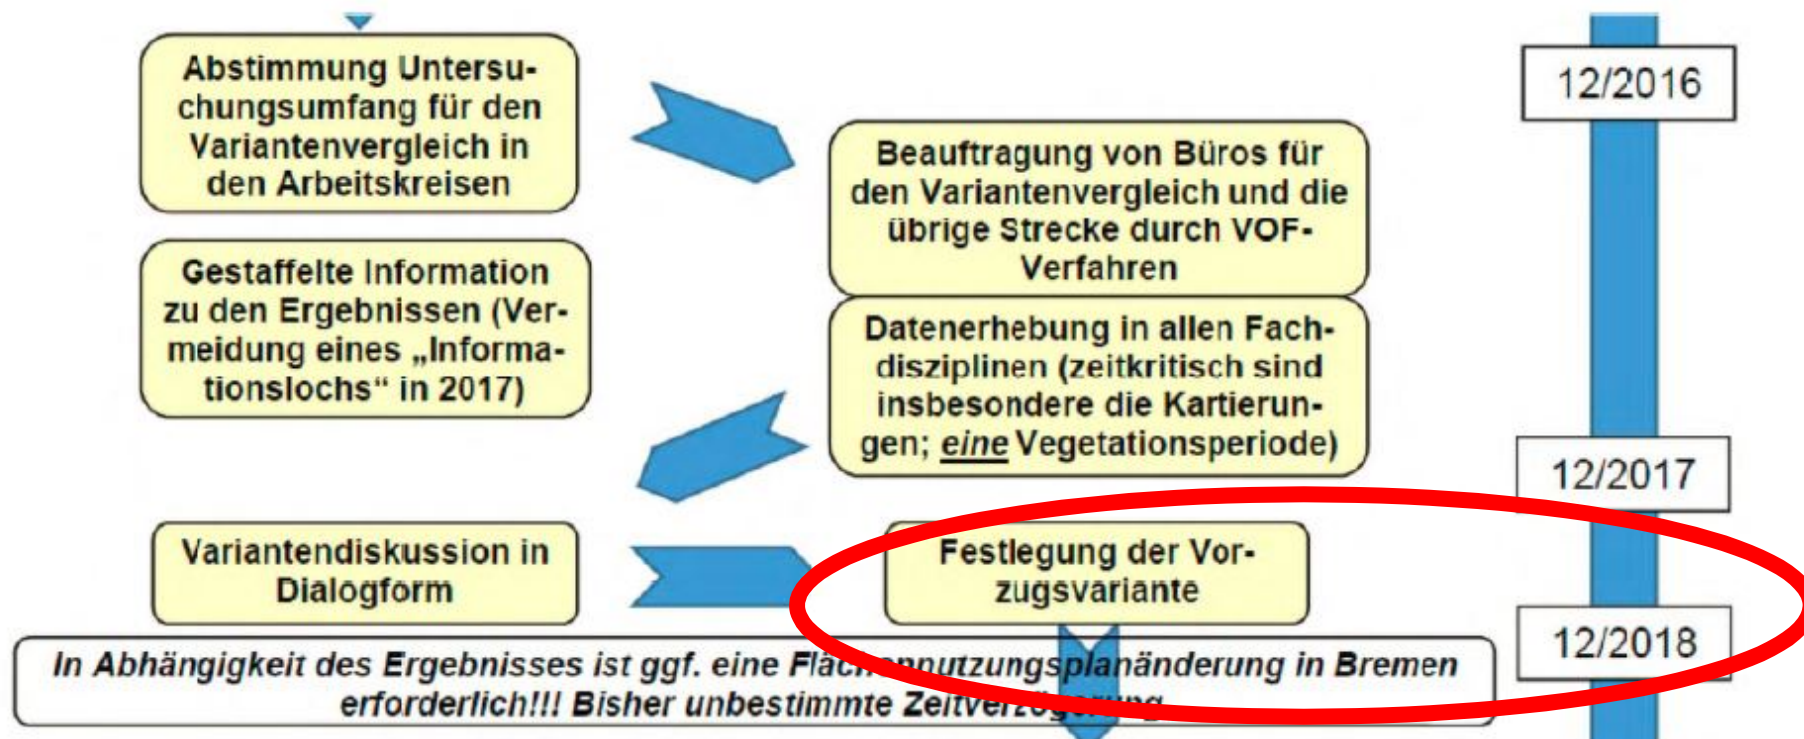 Abstimmung Untersu-
chungsumfang für den
Variantenvergleich in
den Arbeitskreisen
12/2016
Beauftragung von Büros für
den Variantenvergleich und die
übrige Strecke durch VOF-
Verfahren
Gestaffelte Information
zu den Ergebnissen (Ver-
meidung eines „Informa-
tionslochs“ in 2017)
Datenerhebung in allen Fach-
disziplinen (zeitkritisch sind
insbesondere die Kartierun-
gen; eine Vegetationsperiode)
12/2017
Variantendiskussion in
Dialogform
Festlegung der Vor-
zugsvariante
12/2018
In Abhängigkeit des Ergebnisses ist ggf. eine Flächennutzungsplanänderung in Bremen
erforderlich!!! Bisher unbestimmte Zeitverzögerung